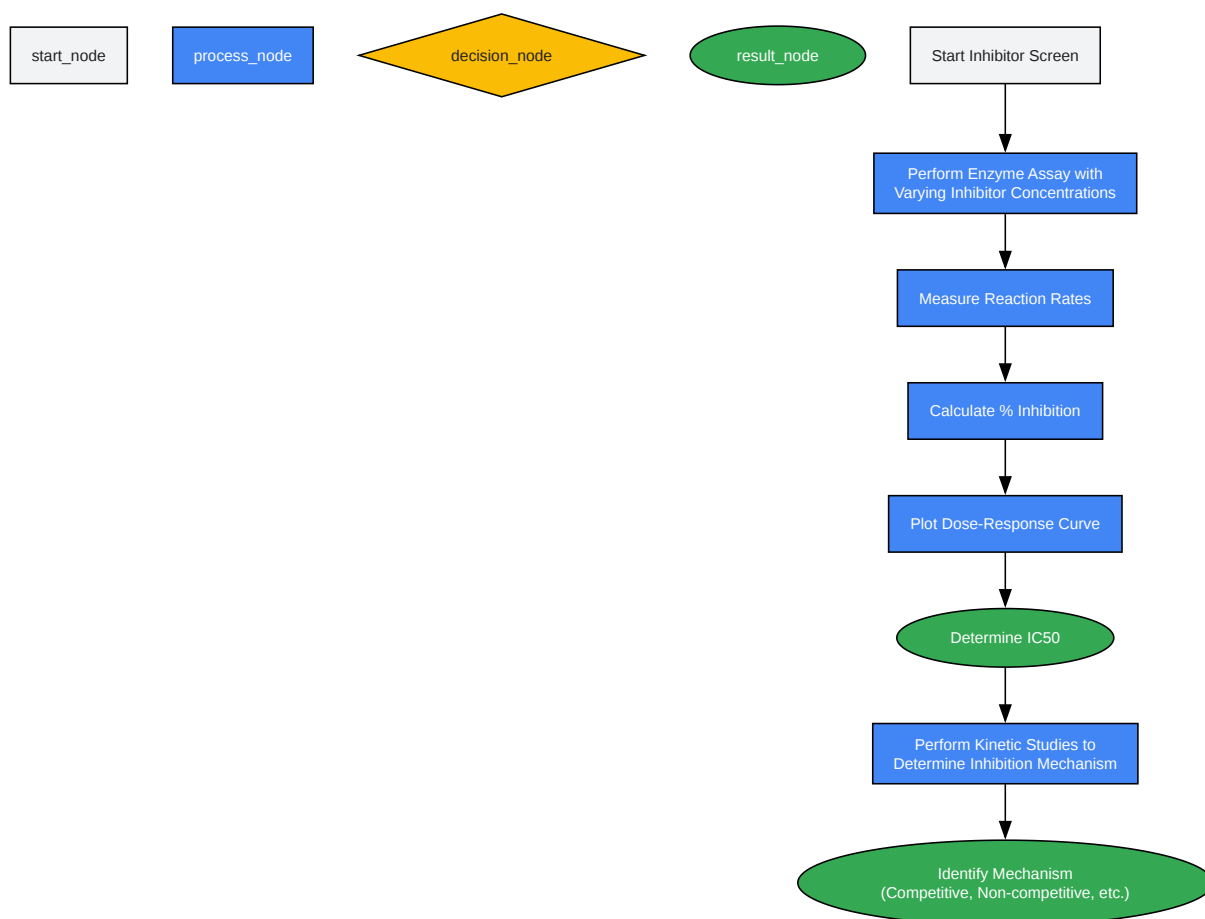 start_node
process_node
decision_node
result_node
Start Inhibitor Screen
Perform Enzyme Assay with
Varying Inhibitor Concentrations
Measure Reaction Rates
Calculate % Inhibition
Plot Dose-Response Curve
Determine IC50
Perform Kinetic Studies to
Determine Inhibition Mechanism
Identify Mechanism
(Competitive, Non-competitive, etc.)